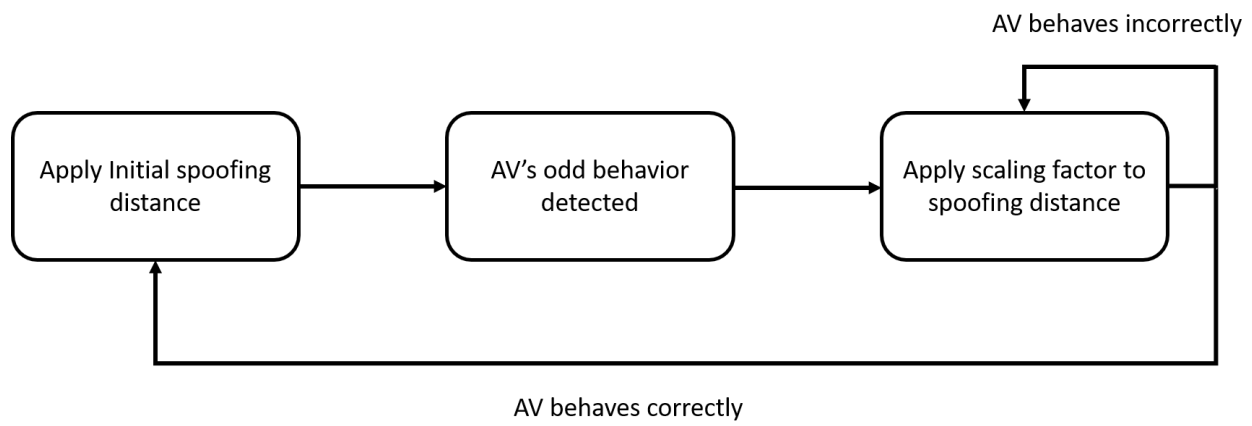 AV behaves incorrectly
Apply Initial spoofing
distance
AV's odd behavior
detected
Apply scaling factor to
spoofing distance
AV behaves correctly